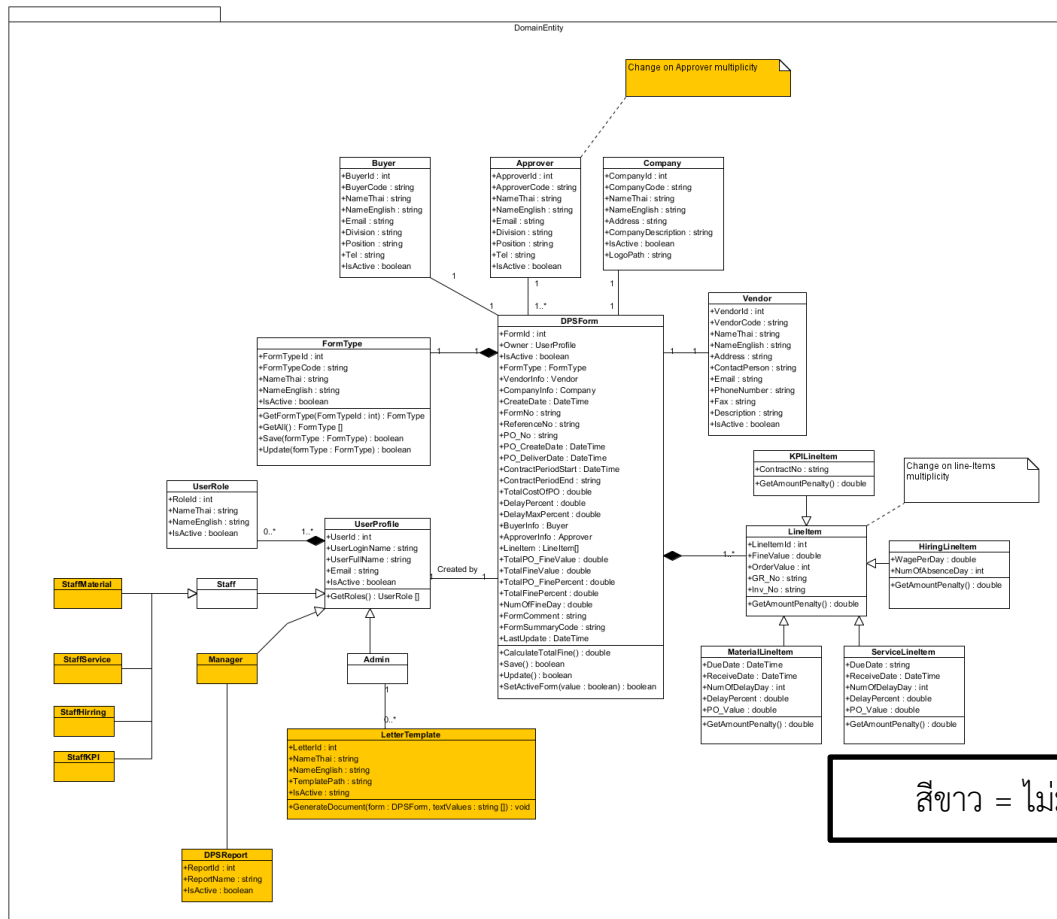 DomainEntity
Change on Approver multiplicity
Buyer
+BuyerId : int
+BuyerCode : string
+NameThai : string
+NameEnglish : string
+Email : string
+Division : string
+Position : string
+Tel : string
+IsActive : boolean
Approver
+ApproverId : int
+ApproverCode : string
+NameThai : string
+NameEnglish : string
+Email : string
+Division : string
+Position : string
+Tel : string
+IsActive : boolean
Company
+CompanyId : int
+CompanyCode : string
+NameThai : string
+NameEnglish : string
+Address : string
+CompanyDescription : string
+IsActive : boolean
+LogoPath : string
1
1
1
1
1..*
1
Vendor
+VendorId : int
+VendorCode : string
+NameThai : string
+NameEnglish : string
+Address : string
+ContactPerson : string
+Email : string
+PhoneNumber : string
+Fax : string
+Description : string
+IsActive : boolean
DPSForm
+FormId : int
+Owner : UserProfile
+IsActive : boolean
+FormType : FormType
+VendorInfo : Vendor
+CompanyInfo : Company
+CreateDate : DateTime
+FormNo : string
+ReferenceNo : string
+PO_No : string
+PO_CreateDate : DateTime
+PO_DeliverDate : DateTime
+ContractPeriodStart : DateTime
+ContractPeriodEnd : string
+TotalCostOfPO : double
+DelayPercent : double
+DelayMaxPercent : double
+BuyerInfo : Buyer
+ApproverInfo : Approver
+LineItem : LineItem[]
+TotalPO_FineValue : double
+TotalFineValue : double
+TotalPO_FinePercent : double
+TotalFinePercent : double
+NumOfFineDay : double
+FormComment : string
+FormSummaryCode : string
+LastUpdate : DateTime
+CalculateTotalFine() : double
+Save() : boolean
+Update() : boolean
+SetActiveForm(value : boolean) : boolean
1
1
FormType
+FormTypeId : int
+FormTypeCode : string
+NameThai : string
+NameEnglish : string
+IsActive : boolean
+GetFormType(FormTypeId : int) : FormType
+GetAll() : FormType []
+Save(formType : FormType) : boolean
+Update(formType : FormType) : boolean
1
1
KPILineItem
+ContractNo : string
+GetAmountPenalty() : double
Change on line-Items
multiplicity
UserRole
+RoleId : int
+NameThai : string
+NameEnglish : string
+IsActive : boolean
0..*
1..*
UserProfile
+UserId : int
+UserLoginName : string
+UserFullName : string
+Email : string
+IsActive : boolean
+GetRoles() : UserRole []
1
Created by
1
LineItem
+LineItemId : int
+FineValue : double
+OrderValue : int
+GR_No : string
+Inv_No : string
+GetAmountPenalty() : double
1..*
HiringLineItem
+WagePerDay : double
+NumOfAbsenceDay : int
+GetAmountPenalty() : double
StaffMaterial
Staff
StaffService
Manager
Admin
StaffHirring
StaffKPI
1
0..*
MaterialLineItem
+DueDate : DateTime
+ReceiveDate : DateTime
+NumOfDelayDay : int
+DelayPercent : double
+PO_Value : double
+GetAmountPenalty() : double
ServiceLineItem
+DueDate : string
+ReceiveDate : DateTime
+NumOfDelayDay : int
+DelayPercent : double
+PO_Value : double
+GetAmountPenalty() : double
LetterTemplate
+LetterId : int
+NameThai : string
+NameEnglish : string
+TemplatePath : string
+IsActive : string
+GenerateDocument(form : DPSForm, textValues : string []) : void
DPSReport
+ReportId : int
+ReportName : string
+IsActive : boolean
สีขาว =